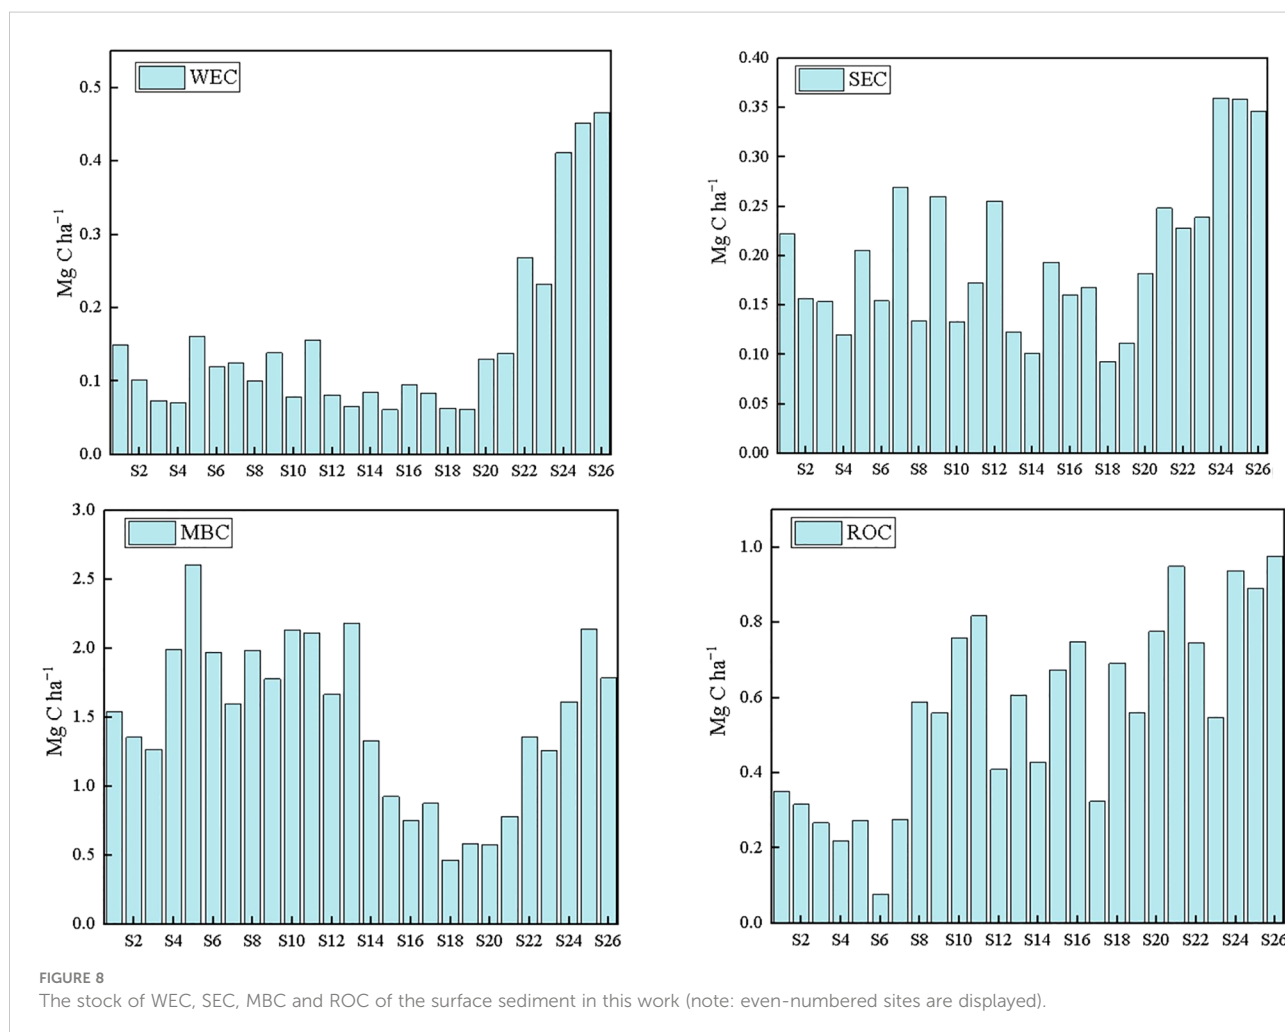 WEC
Mg C ha⁻¹
0.5
0.4
0.3
0.2
0.1
0.0
S2 S4 S6 S8 S10 S12 S14 S16 S18 S20 S22 S24 S26
SEC
Mg C ha⁻¹
0.40
0.35
0.30
0.25
0.20
0.15
0.10
0.05
0.00
S2 S4 S6 S8 S10 S12 S14 S16 S18 S20 S22 S24 S26
MBC
Mg C ha⁻¹
3.0
2.5
2.0
1.5
1.0
0.5
0.0
S2 S4 S6 S8 S10 S12 S14 S16 S18 S20 S22 S24 S26
ROC
Mg C ha⁻¹
1.0
0.8
0.6
0.4
0.2
0.0
S2 S4 S6 S8 S10 S12 S14 S16 S18 S20 S22 S24 S26
FIGURE 8
The stock of WEC, SEC, MBC and ROC of the surface sediment in this work (note: even-numbered sites are displayed).